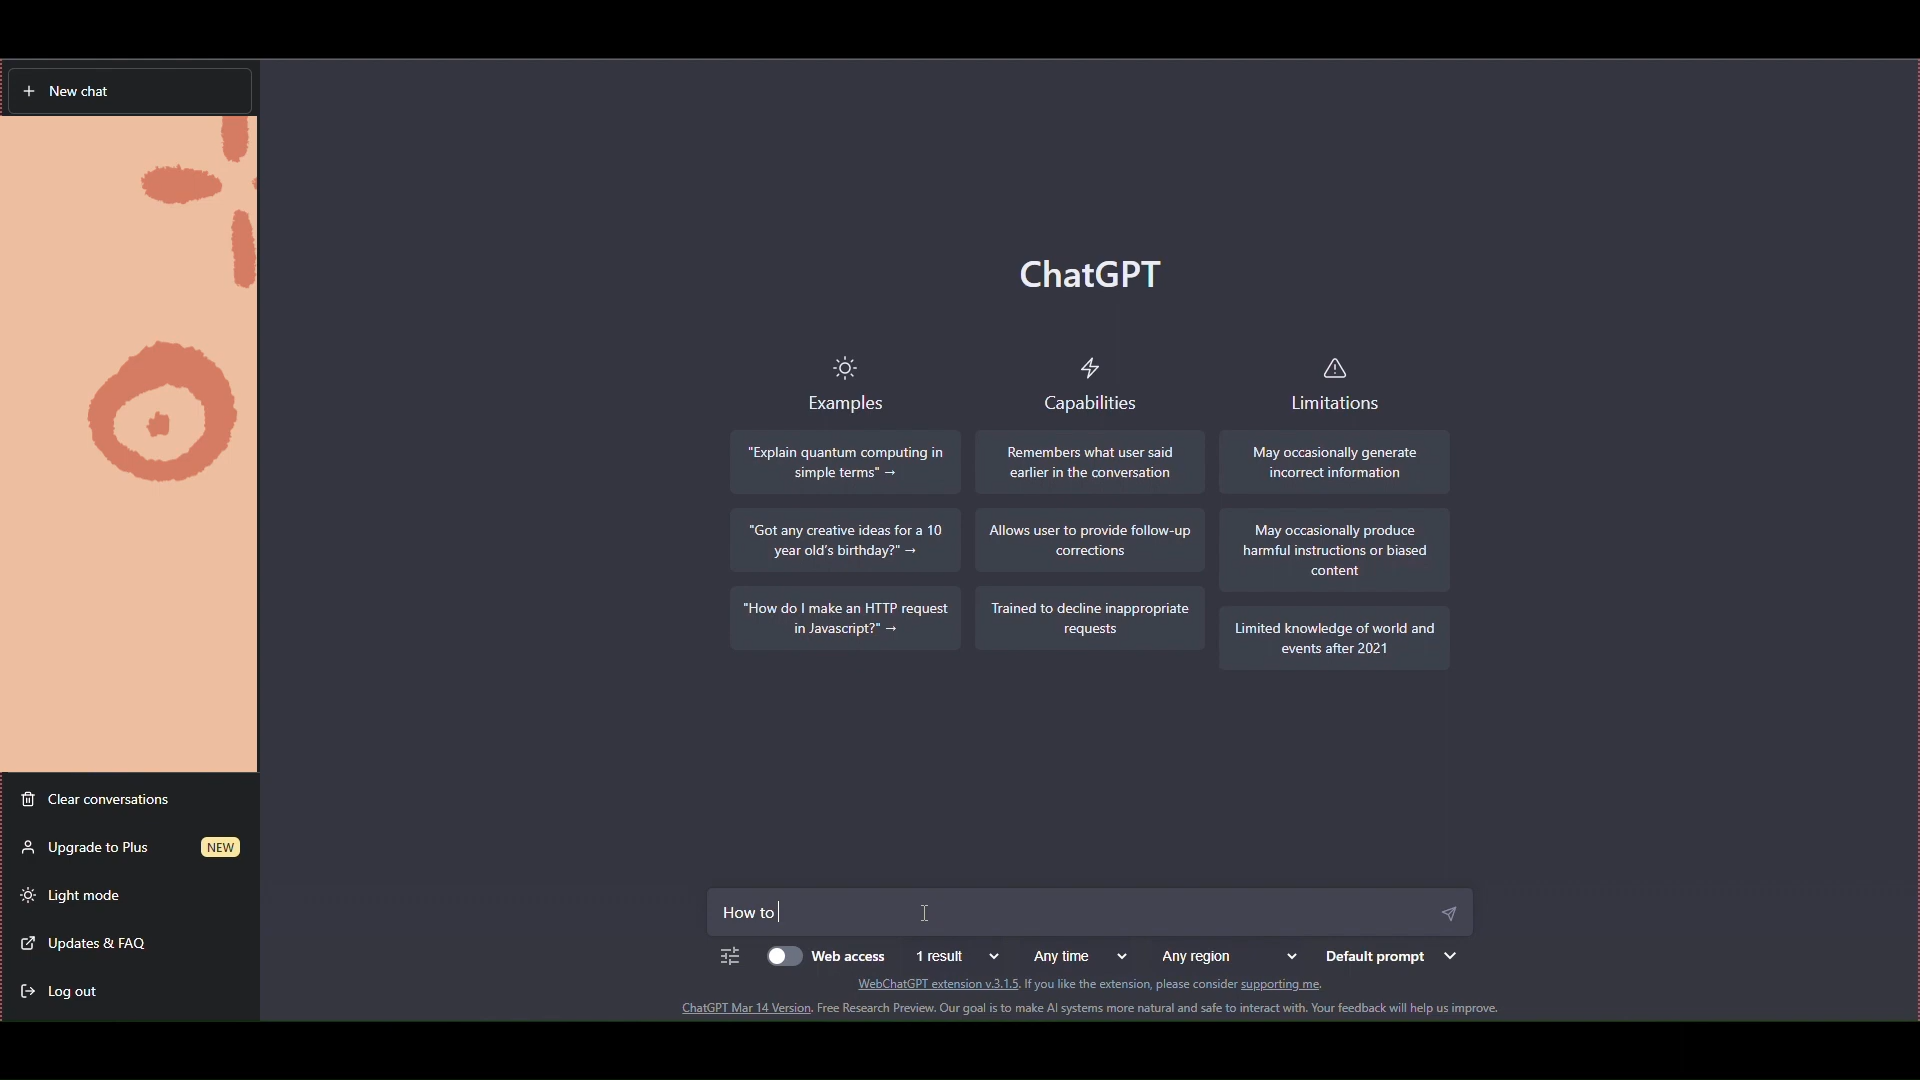 New chat
ChatGPT
Examples
"Explain quantum computing in
simple terms" →
"Got any creative ideas for a 10
year old's birthday?" →
"How do I make an HTTP request
in Javascript?" →
Capabilities
Remembers what user said
earlier in the conversation
Allows user to provide follow-up
corrections
Trained to decline inappropriate
requests
Limitations
May occasionally generate
incorrect information
May occasionally produce
harmful instructions or biased
content
Limited knowledge of world and
events after 2021
Clear conversations
Upgrade to Plus NEW
Light mode
Updates & FAQ
Log out
How to
Web access 1 result Any time Any region Default prompt
WebChatGPT extension v.3.1.5. If you like the extension, please consider supporting me.
ChatGPT Mar 14 Version. Free Research Preview. Our goal is to make AI systems more natural and safe to interact with. Your feedback will help us improve.